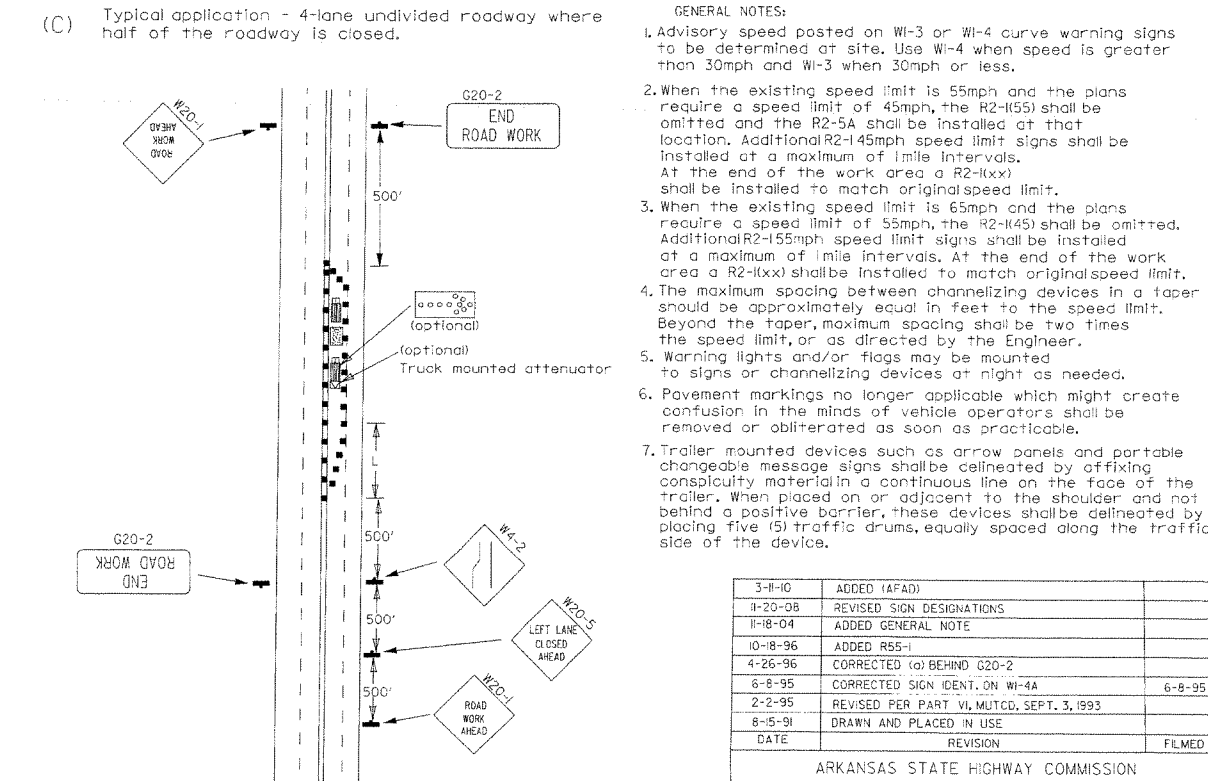 (C) Typical application - 4-lane undivided roadway where
half of the roadway is closed.
W20-1
ROAD
WORK
AHEAD
G20-2
END
ROAD WORK
500'
(optional)
(optional)
Truck mounted attenuator
L
500'
W4-2
G20-2
END
ROAD WORK
500'
W20-5
LEFT LANE
CLOSED
AHEAD
500'
W20-1
ROAD
WORK
AHEAD
GENERAL NOTES:
1. Advisory speed posted on W1-3 or W1-4 curve warning signs
to be determined at site. Use W1-4 when speed is greater
than 30mph and W1-3 when 30mph or less.
2. When the existing speed limit is 55mph and the plans
require a speed limit of 45mph, the R2-1(55) shall be
omitted and the R2-5A shall be installed at that
location. Additional R2-1 45mph speed limit signs shall be
installed at a maximum of 1mile intervals.
At the end of the work area a R2-1(xx)
shall be installed to match original speed limit.
3. When the existing speed limit is 65mph and the plans
require a speed limit of 55mph, the R2-1(45) shall be omitted.
Additional R2-1 55mph speed limit signs shall be installed
at a maximum of 1mile intervals. At the end of the work
area a R2-1(xx) shall be installed to match original speed limit.
4. The maximum spacing between channelizing devices in a taper
should be approximately equal in feet to the speed limit.
Beyond the taper, maximum spacing shall be two times
the speed limit, or as directed by the Engineer.
5. Warning lights and/or flags may be mounted
to signs or channelizing devices at night as needed.
6. Pavement markings no longer applicable which might create
confusion in the minds of vehicle operators shall be
removed or obliterated as soon as practicable.
7. Trailer mounted devices such as arrow panels and portable
changeable message signs shall be delineated by affixing
conspicuity material in a continuous line on the face of the
trailer. When placed on or adjacent to the shoulder and not
behind a positive barrier, these devices shall be delineated by
placing five (5) traffic drums, equally spaced along the traffic
side of the device.
3-11-10 ADDED (AFAD)
11-20-08 REVISED SIGN DESIGNATIONS
11-18-04 ADDED GENERAL NOTE
10-18-96 ADDED R55-1
4-26-96 CORRECTED (a) BEHIND G20-2
6-8-95 CORRECTED SIGN IDENT. ON W1-4A 6-8-95
2-2-95 REVISED PER PART VI, MUTCD, SEPT. 3, 1993
8-15-91 DRAWN AND PLACED IN USE
DATE REVISION FILMED
ARKANSAS STATE HIGHWAY COMMISSION